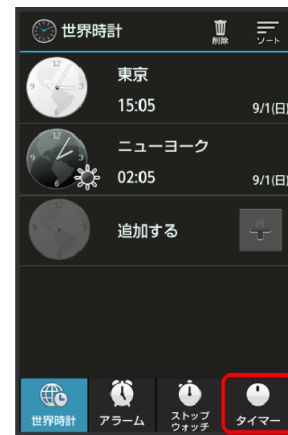 世界時計
削除
ソート
東京
15:05
9/1(日)
ニューヨーク
02:05
9/1(日)
追加する
世界時計
アラーム
ストップ
ウォッチ
タイマー